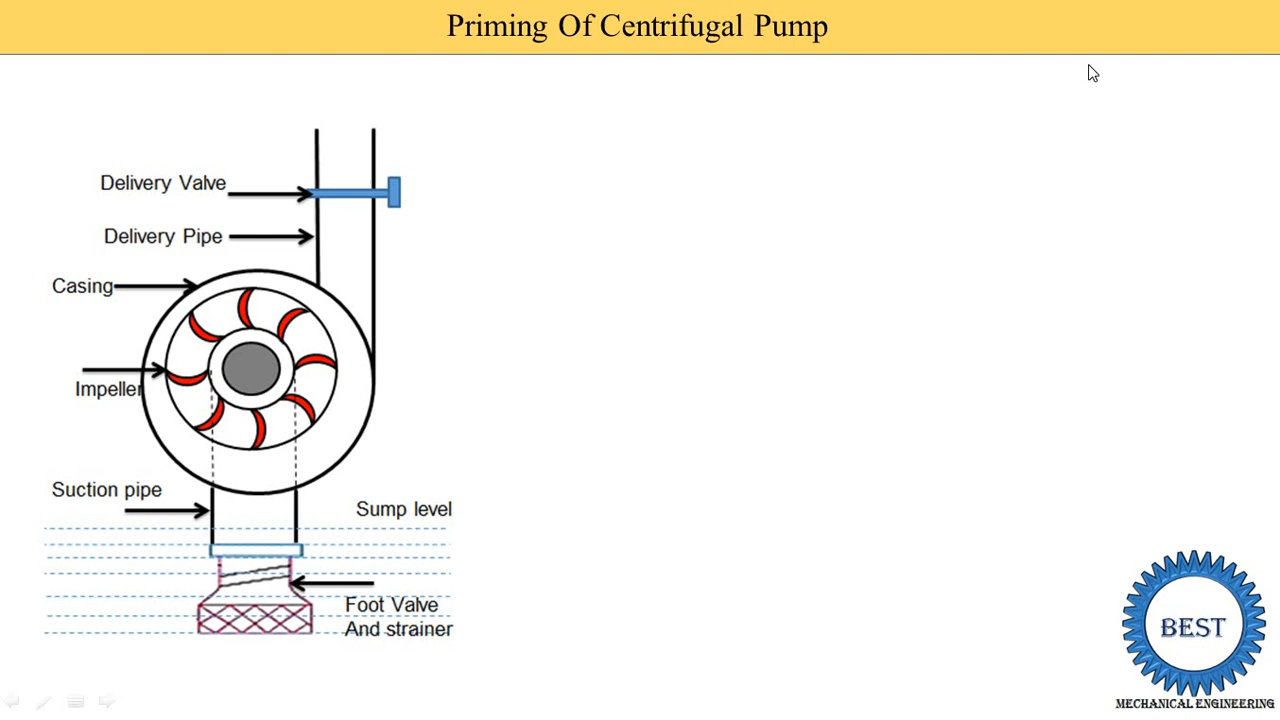 Priming Of Centrifugal Pump
Delivery Valve
Delivery Pipe
Casing
Impeller
Suction pipe
Sump level
Foot Valve
And strainer
BEST
MECHANICAL ENGINEERING